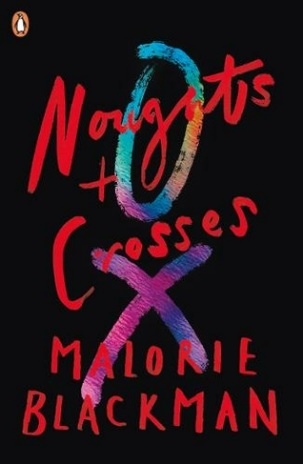 Noughts
+
Crosses
MALORIE
BLACKMAN